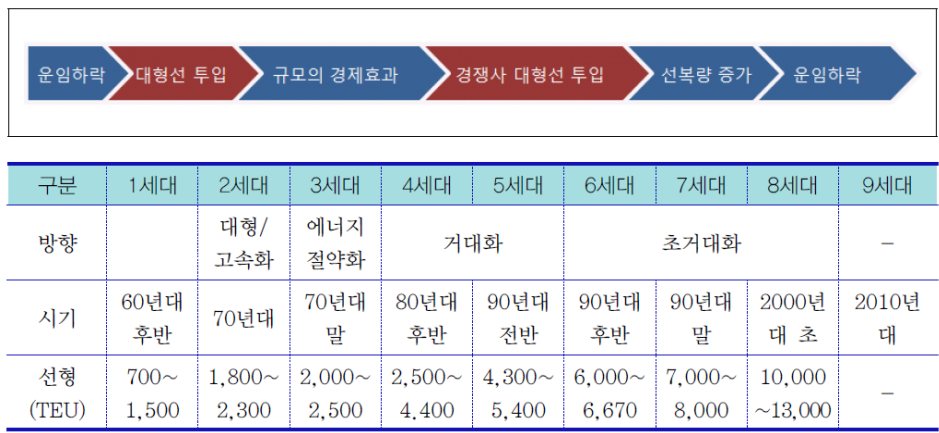 운임하락 대형선 투입 규모의 경제효과 경쟁사 대형선 투입 선복량 증가 운임하락
구분 1세대 2세대 3세대 4세대 5세대 6세대 7세대 8세대 9세대
방향 대형/ 고속화 에너지 절약화 거대화 초거대화 –
시기 60년대 후반 70년대 70년대 말 80년대 후반 90년대 전반 90년대 후반 90년대 말 2000년 대 초 2010년 대
선형 (TEU) 700~ 1,500 1,800~ 2,300 2,000~ 2,500 2,500~ 4.400 4,300~ 5,400 6,000~ 6,670 7,000~ 8,000 10,000 ~13,000 –